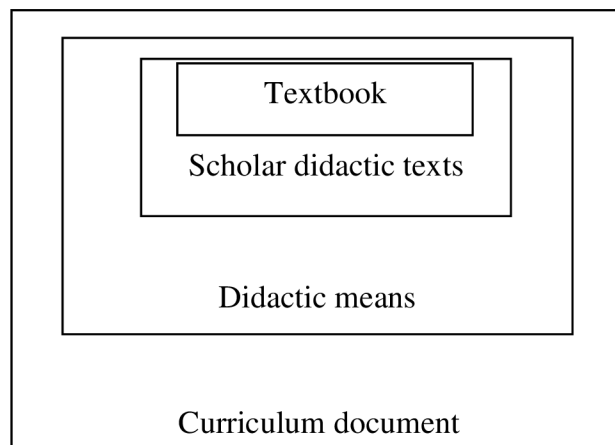 Textbook
Scholar didactic texts
Didactic means
Curriculum document